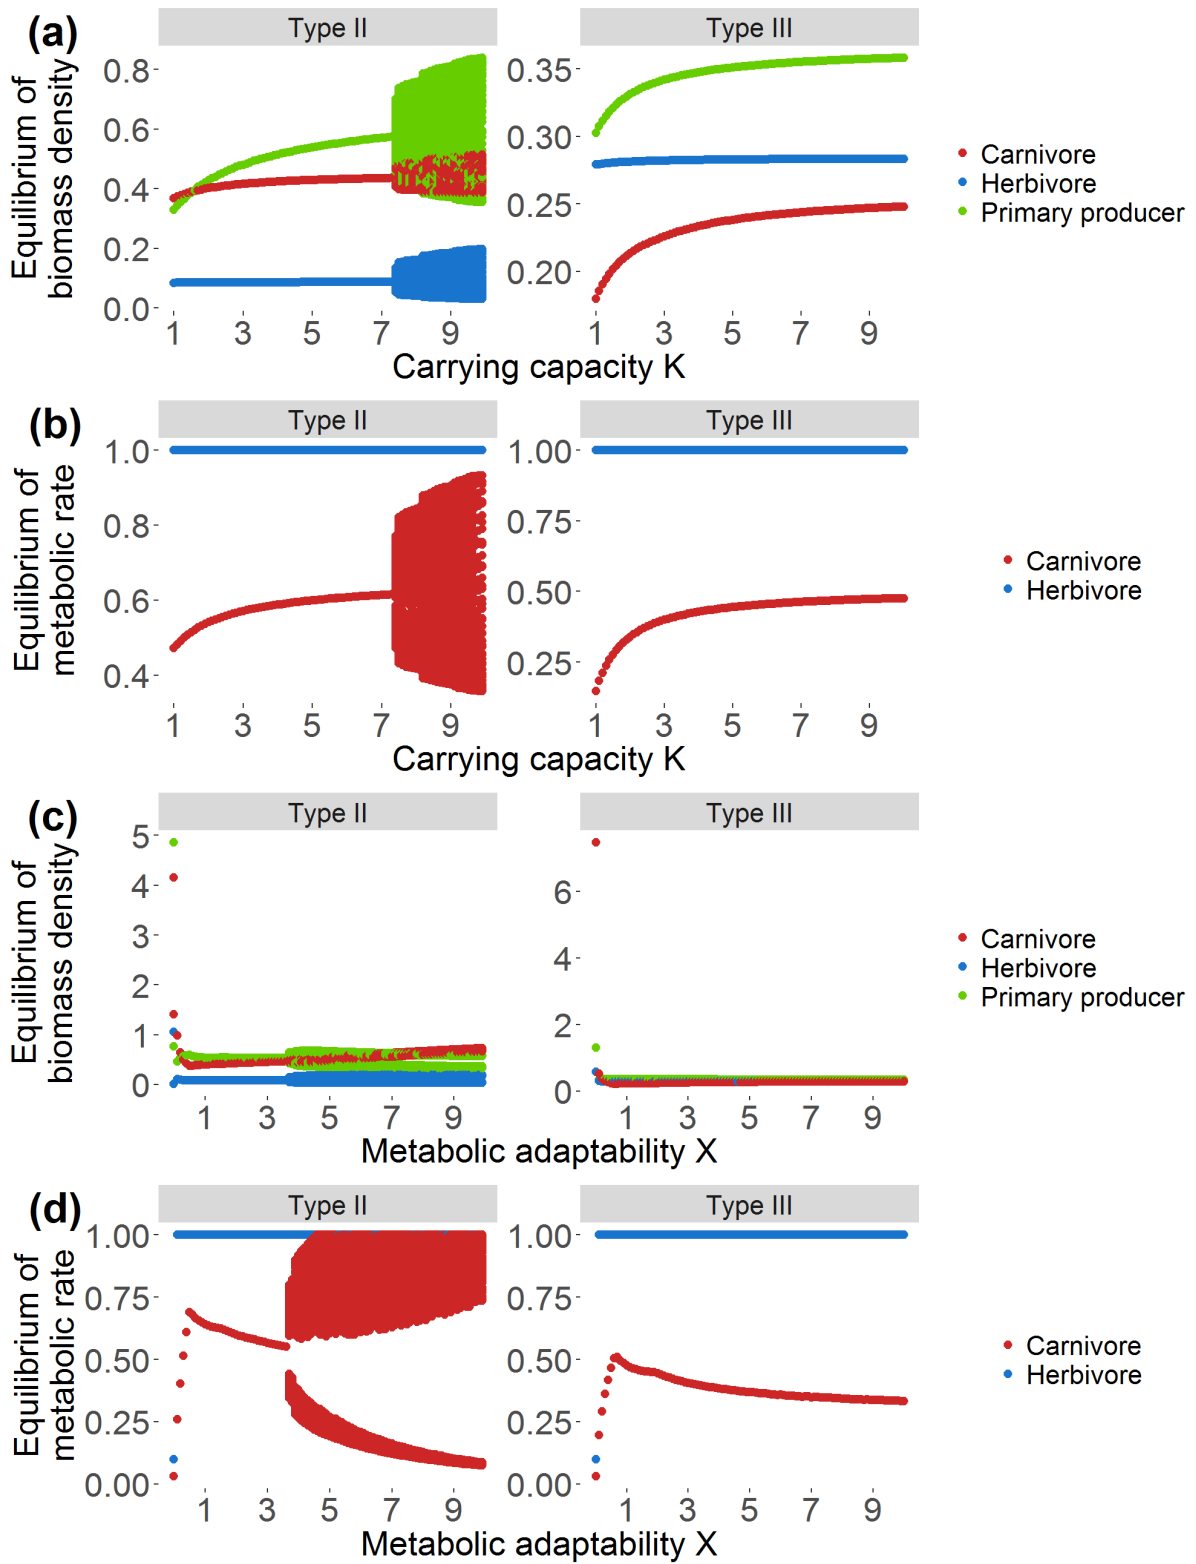 (a)
Type II
Type III
Equilibrium of
biomass density
0.8
0.6
0.4
0.2
0.0
0.35
0.30
0.25
0.20
1 3 5 7 9
1 3 5 7 9
Carrying capacity K
Carnivore
Herbivore
Primary producer
(b)
Type II
Type III
Equilibrium of
metabolic rate
1.0
0.8
0.6
0.4
1.00
0.75
0.50
0.25
1 3 5 7 9
1 3 5 7 9
Carrying capacity K
Carnivore
Herbivore
(c)
Type II
Type III
Equilibrium of
biomass density
5
4
3
2
1
0
6
4
2
0
1 3 5 7 9
1 3 5 7 9
Metabolic adaptability X
Carnivore
Herbivore
Primary producer
(d)
Type II
Type III
Equilibrium of
metabolic rate
1.00
0.75
0.50
0.25
0.00
1.00
0.75
0.50
0.25
0.00
1 3 5 7 9
1 3 5 7 9
Metabolic adaptability X
Carnivore
Herbivore